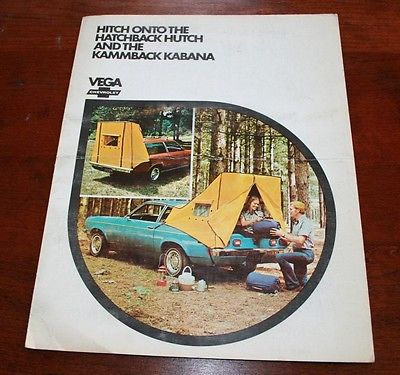 HITCH ONTO THE
HATCHBACK HUTCH
AND THE
KAMMBACK KABANA
VEGA
CHEVROLET